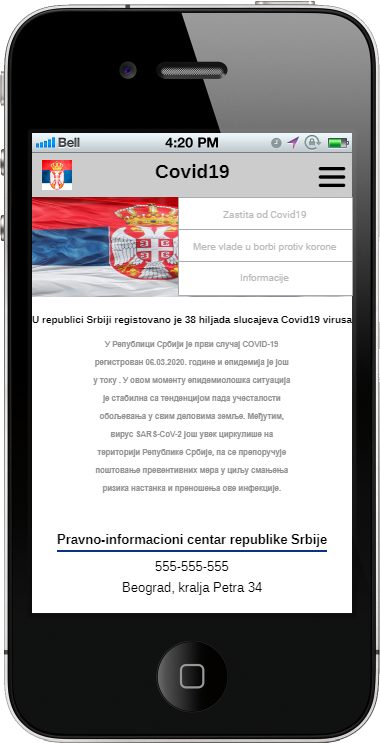 Bell 4:20 PM
Covid19
Zastita od Covid19
Mere vlade u borbi protiv korone
Informacije
U republici Srbiji registovano je 38 hiljada slucajeva Covid19 virusa
У Републици Србији је први случај COVID-19
регистрован 06.03.2020. године и епидемија је још
у току . У овом моменту епидемиолошка ситуација
је стабилна са тенденцијом пада учесталости
обољевања у свим деловима земље. Међутим,
вирус SARS-CoV-2 још увек циркулише на
територији Републике Србије, па се препоручује
поштовање превентивних мера у циљу смањења
ризика настанка и преношења ове инфекције.
Pravno-informacioni centar republike Srbije
555-555-555
Beograd, kralja Petra 34